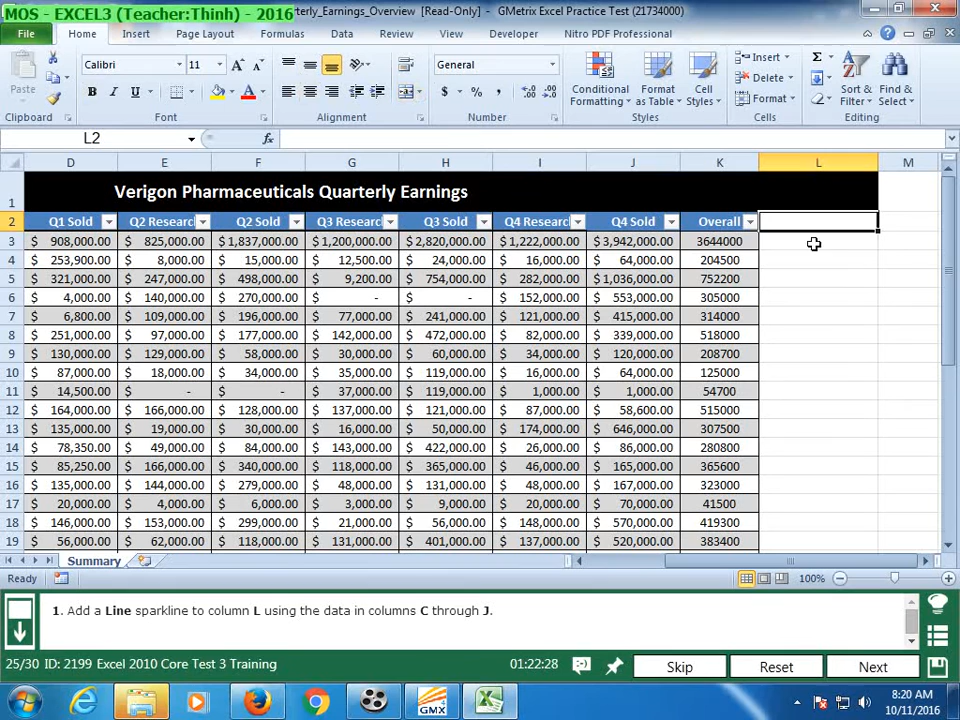 MOS - EXCEL3 (Teacher:Thinh) - 2016
rterly_Earnings_Overview [Read-Only] - GMetrix Excel Practice Test (21734000)
File Home Insert Page Layout Formulas Data Review View Developer Nitro PDF Professional
Paste
Clipboard
Calibri 11
B I U
Font
Alignment
General
$ % ,
Number
Conditional Formatting
Format as Table
Cell Styles
Styles
Insert
Delete
Format
Cells
Σ
Sort & Filter
Find & Select
Editing
L2 fx
D E F G H I J K L M
1 Verigon Pharmaceuticals Quarterly Earnings
2 Q1 Sold Q2 Researc Q2 Sold Q3 Researc Q3 Sold Q4 Researc Q4 Sold Overall
3 $ 908,000.00 $ 825,000.00 $ 1,837,000.00 $ 1,200,000.00 $ 2,820,000.00 $ 1,222,000.00 $ 3,942,000.00 3644000
4 $ 253,900.00 $ 8,000.00 $ 15,000.00 $ 12,500.00 $ 24,000.00 $ 16,000.00 $ 64,000.00 204500
5 $ 321,000.00 $ 247,000.00 $ 498,000.00 $ 9,200.00 $ 754,000.00 $ 282,000.00 $ 1,036,000.00 752200
6 $ 4,000.00 $ 140,000.00 $ 270,000.00 $ - $ - $ 152,000.00 $ 553,000.00 305000
7 $ 6,800.00 $ 109,000.00 $ 196,000.00 $ 77,000.00 $ 241,000.00 $ 121,000.00 $ 415,000.00 314000
8 $ 251,000.00 $ 97,000.00 $ 177,000.00 $ 142,000.00 $ 472,000.00 $ 82,000.00 $ 339,000.00 518000
9 $ 130,000.00 $ 129,000.00 $ 58,000.00 $ 30,000.00 $ 60,000.00 $ 34,000.00 $ 120,000.00 208700
10 $ 87,000.00 $ 18,000.00 $ 34,000.00 $ 35,000.00 $ 119,000.00 $ 16,000.00 $ 64,000.00 125000
11 $ 14,500.00 $ - $ - $ 37,000.00 $ 119,000.00 $ 1,000.00 $ 1,000.00 54700
12 $ 164,000.00 $ 166,000.00 $ 128,000.00 $ 137,000.00 $ 121,000.00 $ 87,000.00 $ 58,600.00 515000
13 $ 135,000.00 $ 19,000.00 $ 30,000.00 $ 16,000.00 $ 50,000.00 $ 174,000.00 $ 646,000.00 307500
14 $ 78,350.00 $ 49,000.00 $ 84,000.00 $ 143,000.00 $ 422,000.00 $ 26,000.00 $ 86,000.00 280800
15 $ 85,250.00 $ 166,000.00 $ 340,000.00 $ 118,000.00 $ 365,000.00 $ 46,000.00 $ 165,000.00 365600
16 $ 135,000.00 $ 144,000.00 $ 279,000.00 $ 48,000.00 $ 131,000.00 $ 48,000.00 $ 167,000.00 323000
17 $ 20,000.00 $ 4,000.00 $ 6,000.00 $ 3,000.00 $ 9,000.00 $ 20,000.00 $ 70,000.00 41500
18 $ 146,000.00 $ 153,000.00 $ 299,000.00 $ 21,000.00 $ 56,000.00 $ 148,000.00 $ 570,000.00 419300
19 $ 56,000.00 $ 62,000.00 $ 118,000.00 $ 131,000.00 $ 401,000.00 $ 137,000.00 $ 520,000.00 383400
Summary
Ready 100%
1. Add a Line sparkline to column L using the data in columns C through J.
25/30 ID: 2199 Excel 2010 Core Test 3 Training 01:22:28 Skip Reset Next
GMX
8:20 AM
10/11/2016